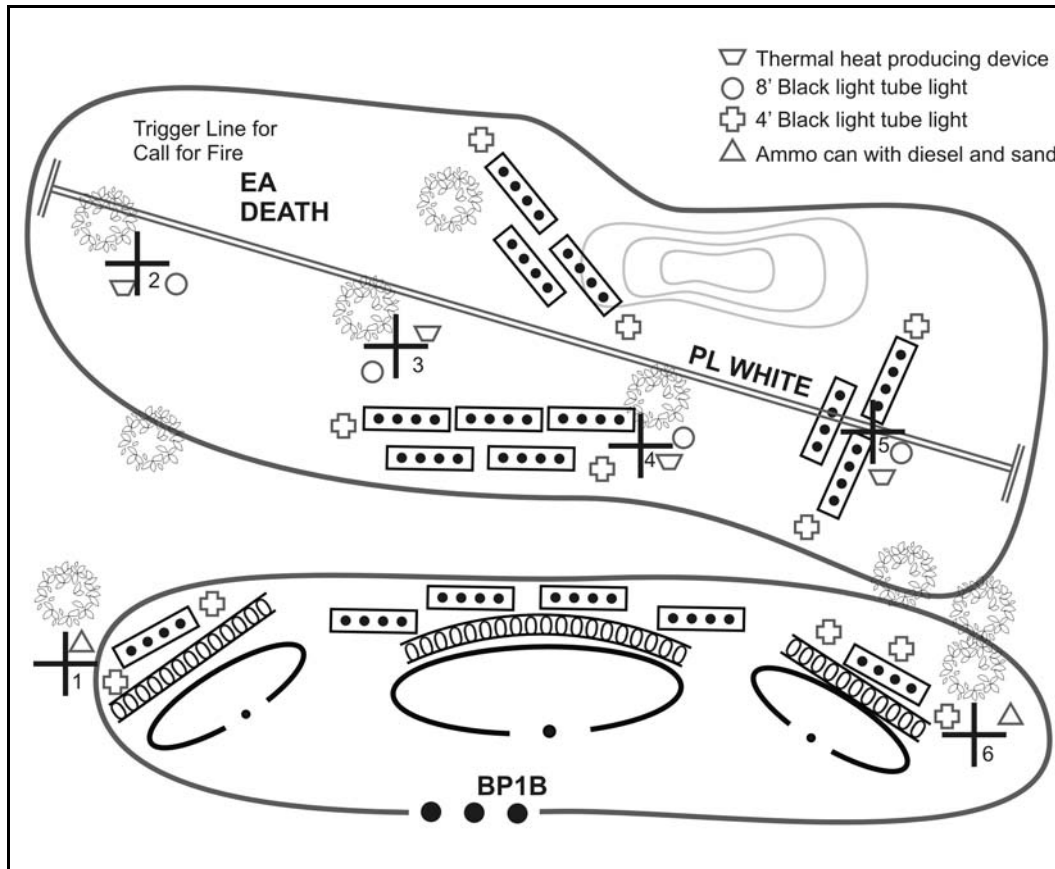 Thermal heat producing device
8' Black light tube light
4' Black light tube light
Ammo can with diesel and sand
Trigger Line for
Call for Fire
EA
DEATH
2
3
PL WHITE
4
5
1
6
BP1B